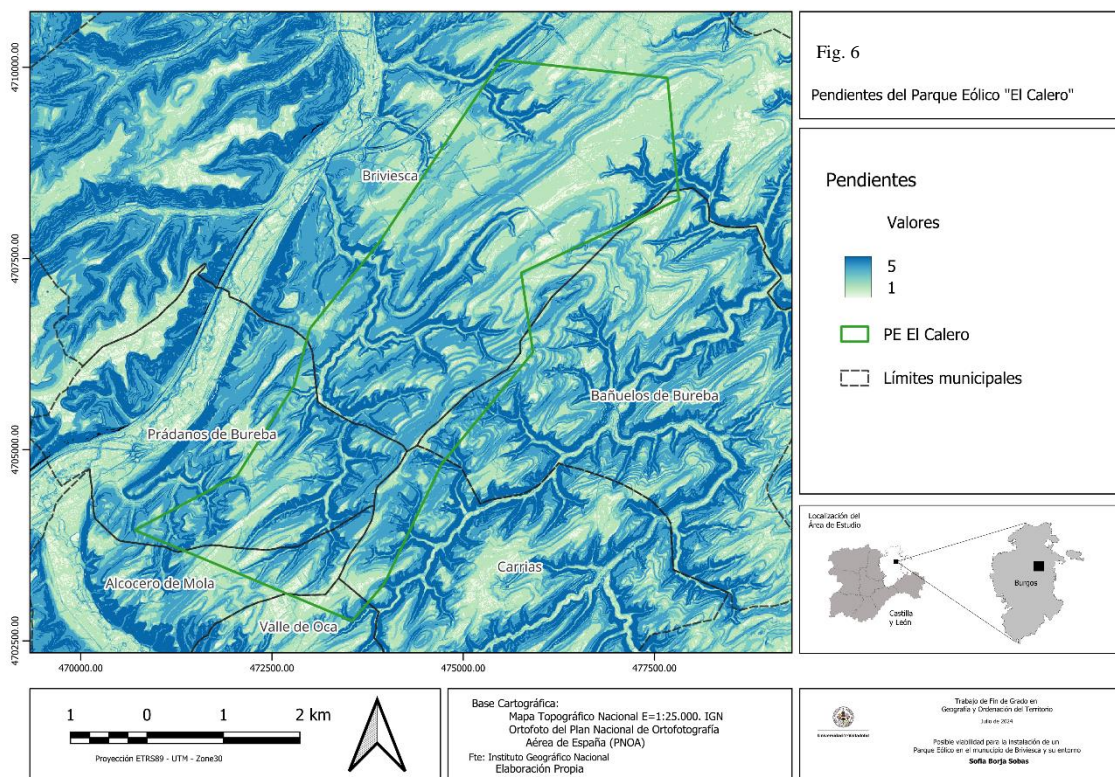 Fig. 6
Pendientes del Parque Eólico "El Calero"
4710000.00
4707500.00
4705000.00
4702500.00
470000.00
472500.00
475000.00
477500.00
Briviesca
Bañuelos de Bureba
Prádanos de Bureba
Alcocero de Mola
Carrias
Valle de Oca
Pendientes
Valores
5
1
PE El Calero
Límites municipales
Localización del
Área de Estudio
Burgos
Castilla
y León
1 0 1 2 km
Proyección ETRS89 - UTM - Zone30
Base Cartográfica:
Mapa Topográfico Nacional E=1:25.000. IGN
Ortofoto del Plan Nacional de Ortofotografía
Aérea de España (PNOA)
Fte: Instituto Geográfico Nacional
Elaboración Propia
Universidad de Valladolid
Trabajo de Fin de Grado en
Geografía y Ordenación del Territorio
Julio de 2024
Posible viabilidad para la instalación de un
Parque Eólico en el municipio de Briviesca y su entorno
Sofía Borja Sobas